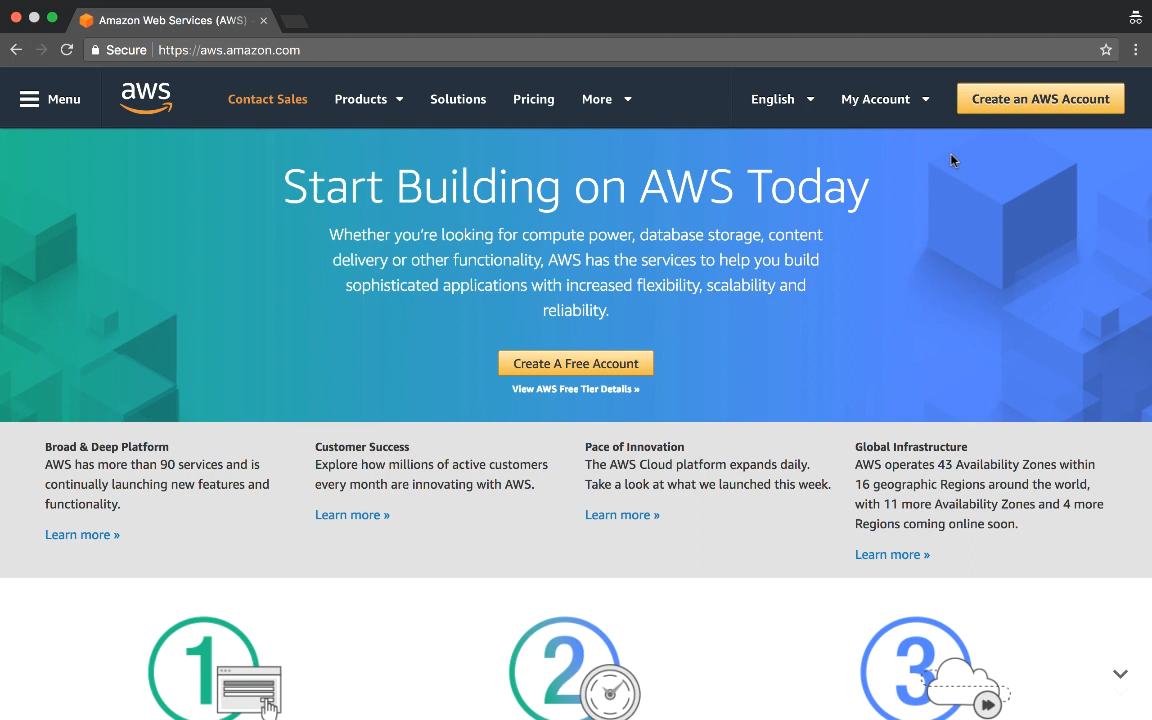 Amazon Web Services (AWS) -
Secure https://aws.amazon.com
Menu aws Contact Sales Products Solutions Pricing More English My Account Create an AWS Account
Start Building on AWS Today
Whether you're looking for compute power, database storage, content
delivery or other functionality, AWS has the services to help you build
sophisticated applications with increased flexibility, scalability and
reliability.
Create A Free Account
View AWS Free Tier Details »
Broad & Deep Platform
AWS has more than 90 services and is
continually launching new features and
functionality.
Learn more »
Customer Success
Explore how millions of active customers
every month are innovating with AWS.
Learn more »
Pace of Innovation
The AWS Cloud platform expands daily.
Take a look at what we launched this week.
Learn more »
Global Infrastructure
AWS operates 43 Availability Zones within
16 geographic Regions around the world,
with 11 more Availability Zones and 4 more
Regions coming online soon.
Learn more »
1 2 3